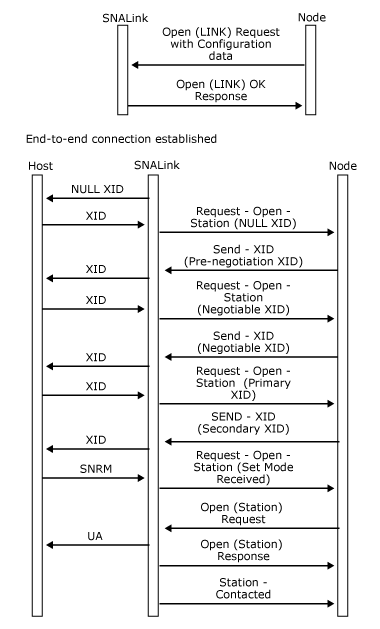 SNALink
Node
Open (LINK) Request
with Configuration
data
Open (LINK) OK
Response
End-to-end connection established
Host
SNALink
Node
NULL XID
XID
Request - Open -
Station (NULL XID)
Send - XID
(Pre-negotiation XID)
XID
Request - Open -
Station
(Negotiable XID)
XID
Send - XID
(Negotiable XID)
XID
Request - Open -
Station (Primary
XID)
XID
SEND - XID
(Secondary XID)
XID
Request - Open -
Station (Set Mode
Received)
SNRM
Open (Station)
Request
UA
Open (Station)
Response
Station -
Contacted